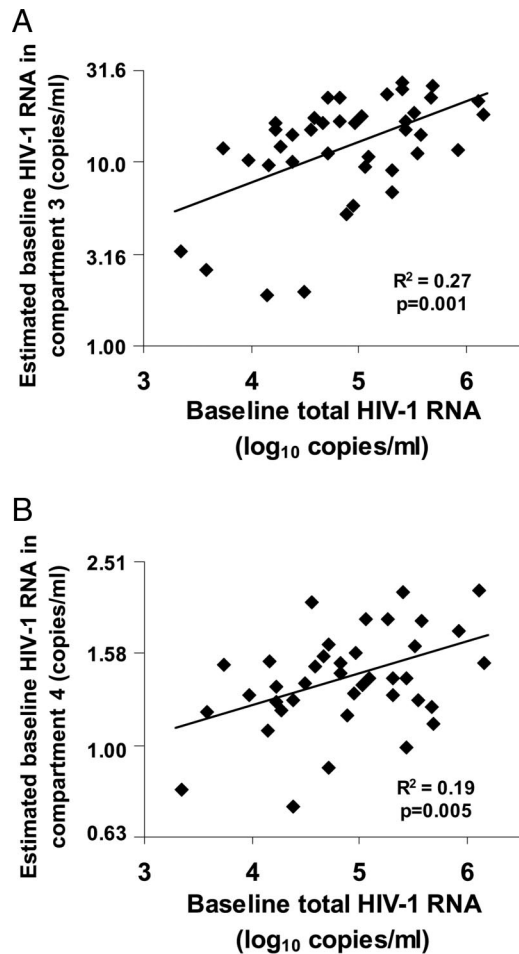 A
Estimated baseline HIV-1 RNA in
compartment 3 (copies/ml)
31.6
10.0
3.16
1.00
R² = 0.27
p=0.001
3 4 5 6
Baseline total HIV-1 RNA
(log₁₀ copies/ml)
B
Estimated baseline HIV-1 RNA in
compartment 4 (copies/ml)
2.51
1.58
1.00
0.63
R² = 0.19
p=0.005
3 4 5 6
Baseline total HIV-1 RNA
(log₁₀ copies/ml)